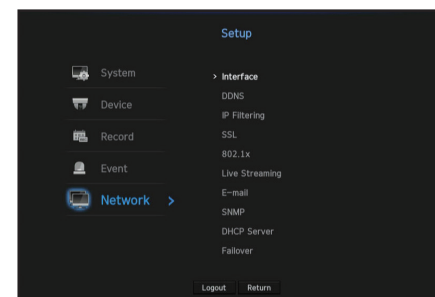 Setup
System
Device
Record
Event
Network >
> Interface
DDNS
IP Filtering
SSL
802.1x
Live Streaming
E-mail
SNMP
DHCP Server
Failover
Logout Return